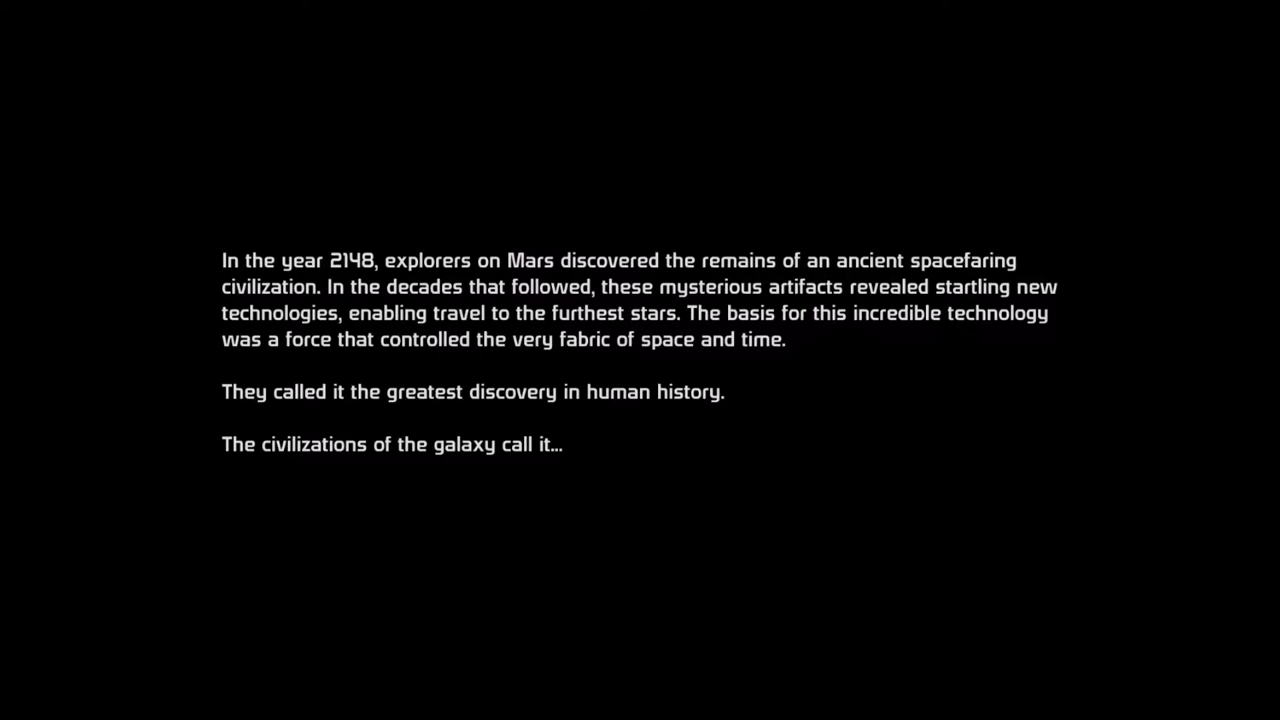 In the year 2148, explorers on Mars discovered the remains of an ancient spacefaring
civilization. In the decades that followed, these mysterious artifacts revealed startling new
technologies, enabling travel to the furthest stars. The basis for this incredible technology
was a force that controlled the very fabric of space and time.
They called it the greatest discovery in human history.
The civilizations of the galaxy call it...